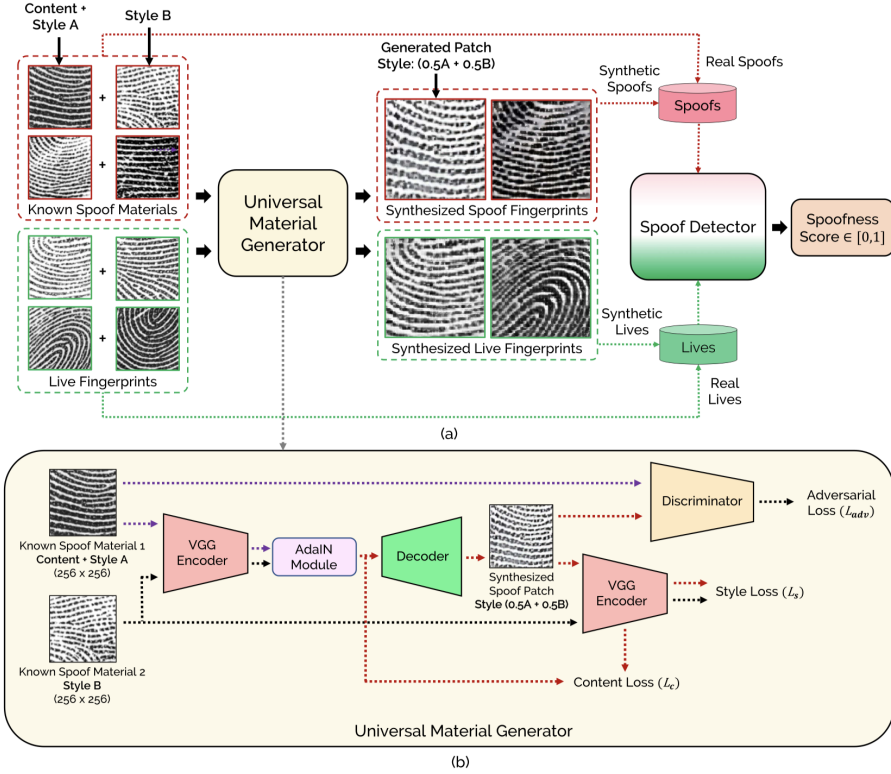 Content +
Style A
Style B
Generated Patch
Style: (0.5A + 0.5B)
Synthetic
Spoofs
Real Spoofs
Spoofs
+
+
Known Spoof Materials
Universal
Material
Generator
Synthesized Spoof Fingerprints
Spoof Detector
Spoofness
Score ∈ [0,1]
+
+
Live Fingerprints
Synthesized Live Fingerprints
Synthetic
Lives
Lives
Real
Lives
(a)
Known Spoof Material 1
Content + Style A
(256 x 256)
VGG
Encoder
AdaIN
Module
Decoder
Synthesized
Spoof Patch
Style (0.5A + 0.5B)
Discriminator
Adversarial
Loss (L_adv)
VGG
Encoder
Style Loss (L_s)
Known Spoof Material 2
Style B
(256 x 256)
Content Loss (L_c)
Universal Material Generator
(b)